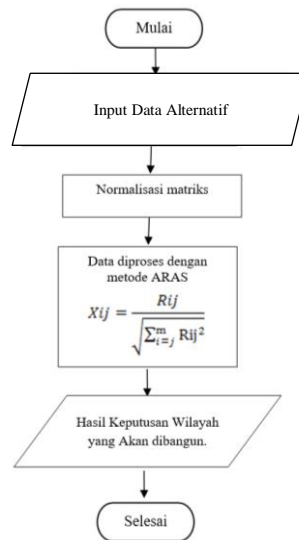 Mulai
Input Data Alternatif
Normalisasi matriks
Data diproses dengan
metode ARAS
Xij = Rij / √(∑_{i=j}^{m} Rij²)
Hasil Keputusan Wilayah
yang Akan dibangun.
Selesai